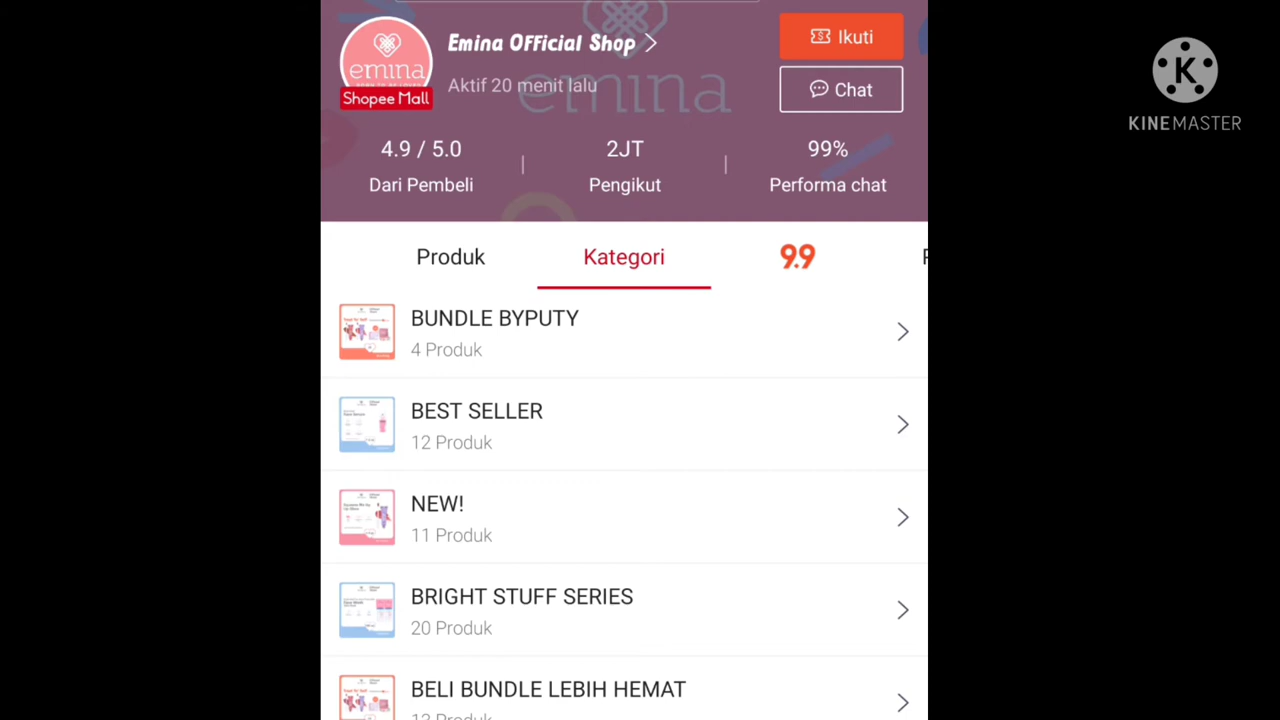 emina
Shopee Mall
Emina Official Shop
Aktif 20 menit lalu
emina
Ikuti
Chat
4.9 / 5.0
Dari Pembeli
2JT
Pengikut
99%
Performa chat
Produk
Kategori
9.9
BUNDLE BYPUTY
4 Produk
BEST SELLER
12 Produk
NEW!
11 Produk
BRIGHT STUFF SERIES
20 Produk
BELI BUNDLE LEBIH HEMAT
K
KINEMASTER